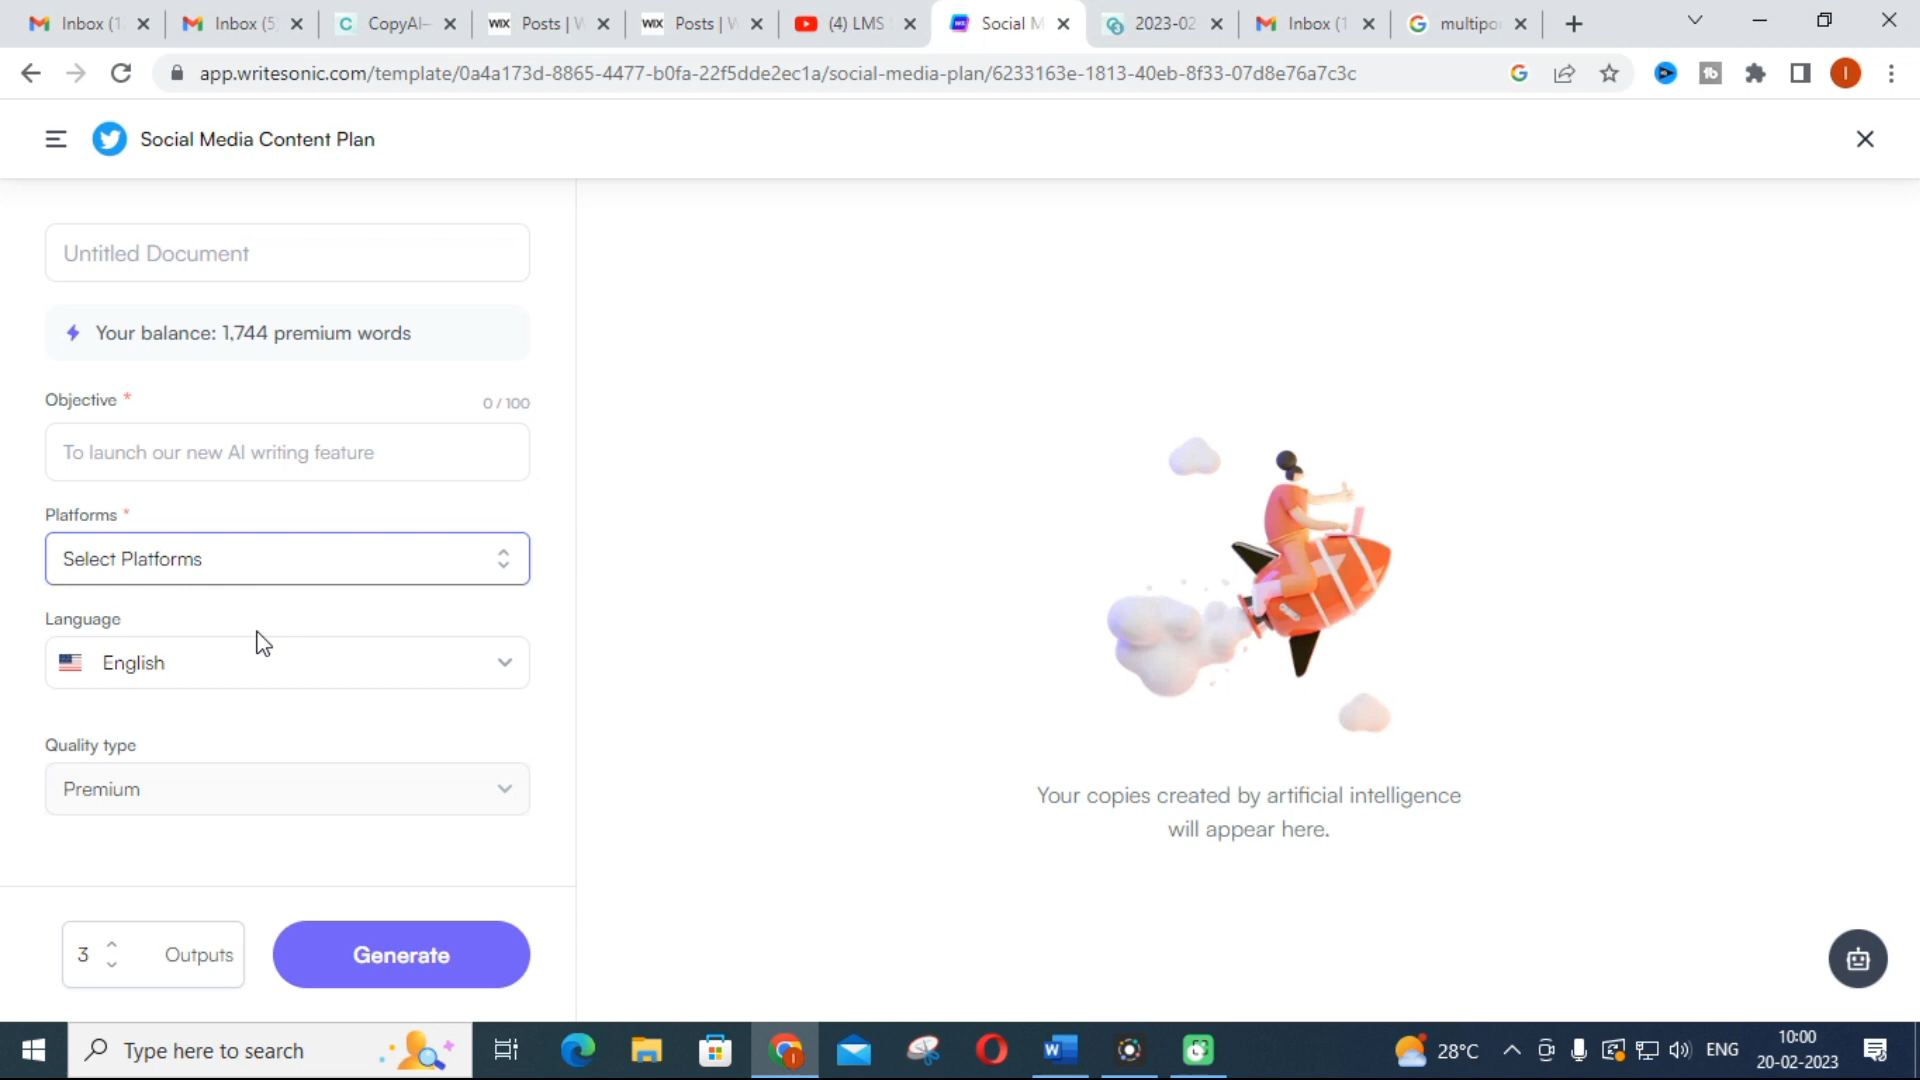 Inbox (1
Inbox (5
CopyAI-
WIX Posts | W
WIX Posts | W
(4) LMS
Social M
2023-02
Inbox (1
multipo
app.writesonic.com/template/0a4a173d-8865-4477-b0fa-22f5dde2ec1a/social-media-plan/6233163e-1813-40eb-8f33-07d8e76a7c3c
Social Media Content Plan
Untitled Document
Your balance: 1,744 premium words
Objective *
0 / 100
To launch our new AI writing feature
Platforms *
Select Platforms
Language
English
Quality type
Premium
3 Outputs
Generate
Your copies created by artificial intelligence
will appear here.
Type here to search
28°C
ENG
10:00
20-02-2023